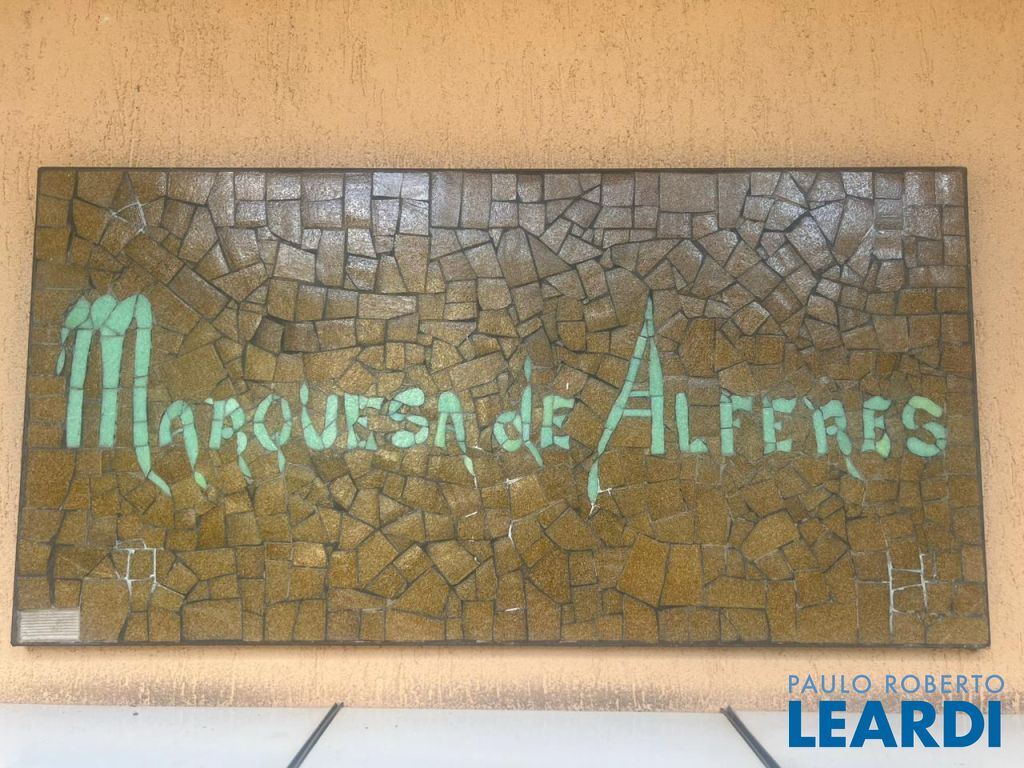 Marquesa de Alferes
PAULO ROBERTO
LEARDI